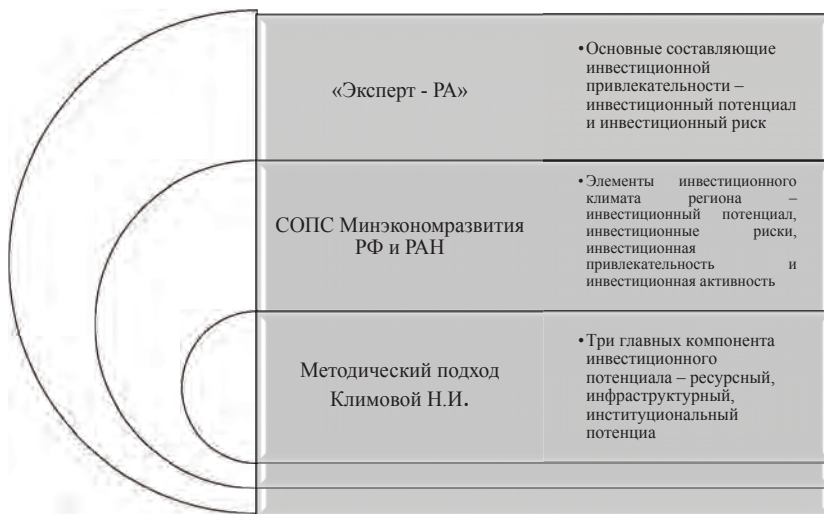 «Эксперт - РА»
•Основные составляющие
инвестиционной
привлекательности –
инвестиционный потенциал
и инвестиционный риск
СОПС Минэкономразвития
РФ и РАН
•Элементы инвестиционного
климата региона –
инвестиционный потенциал,
инвестиционные риски,
инвестиционная
привлекательность и
инвестиционная активность
Методический подход
Климовой Н.И.
•Три главных компонента
инвестиционного
потенциала – ресурсный,
инфраструктурный,
институциональный
потенциа